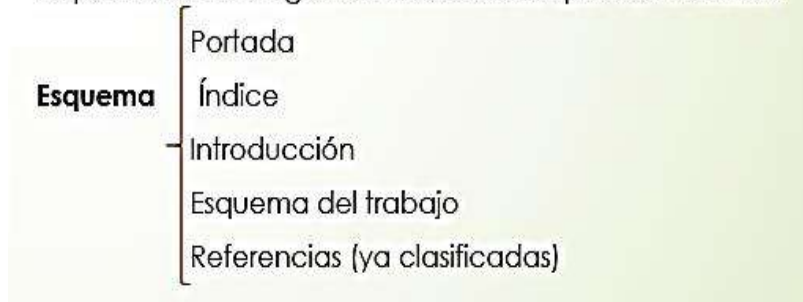 Portada
Esquema Índice
Introducción
Esquema del trabajo
Referencias (ya clasificadas)